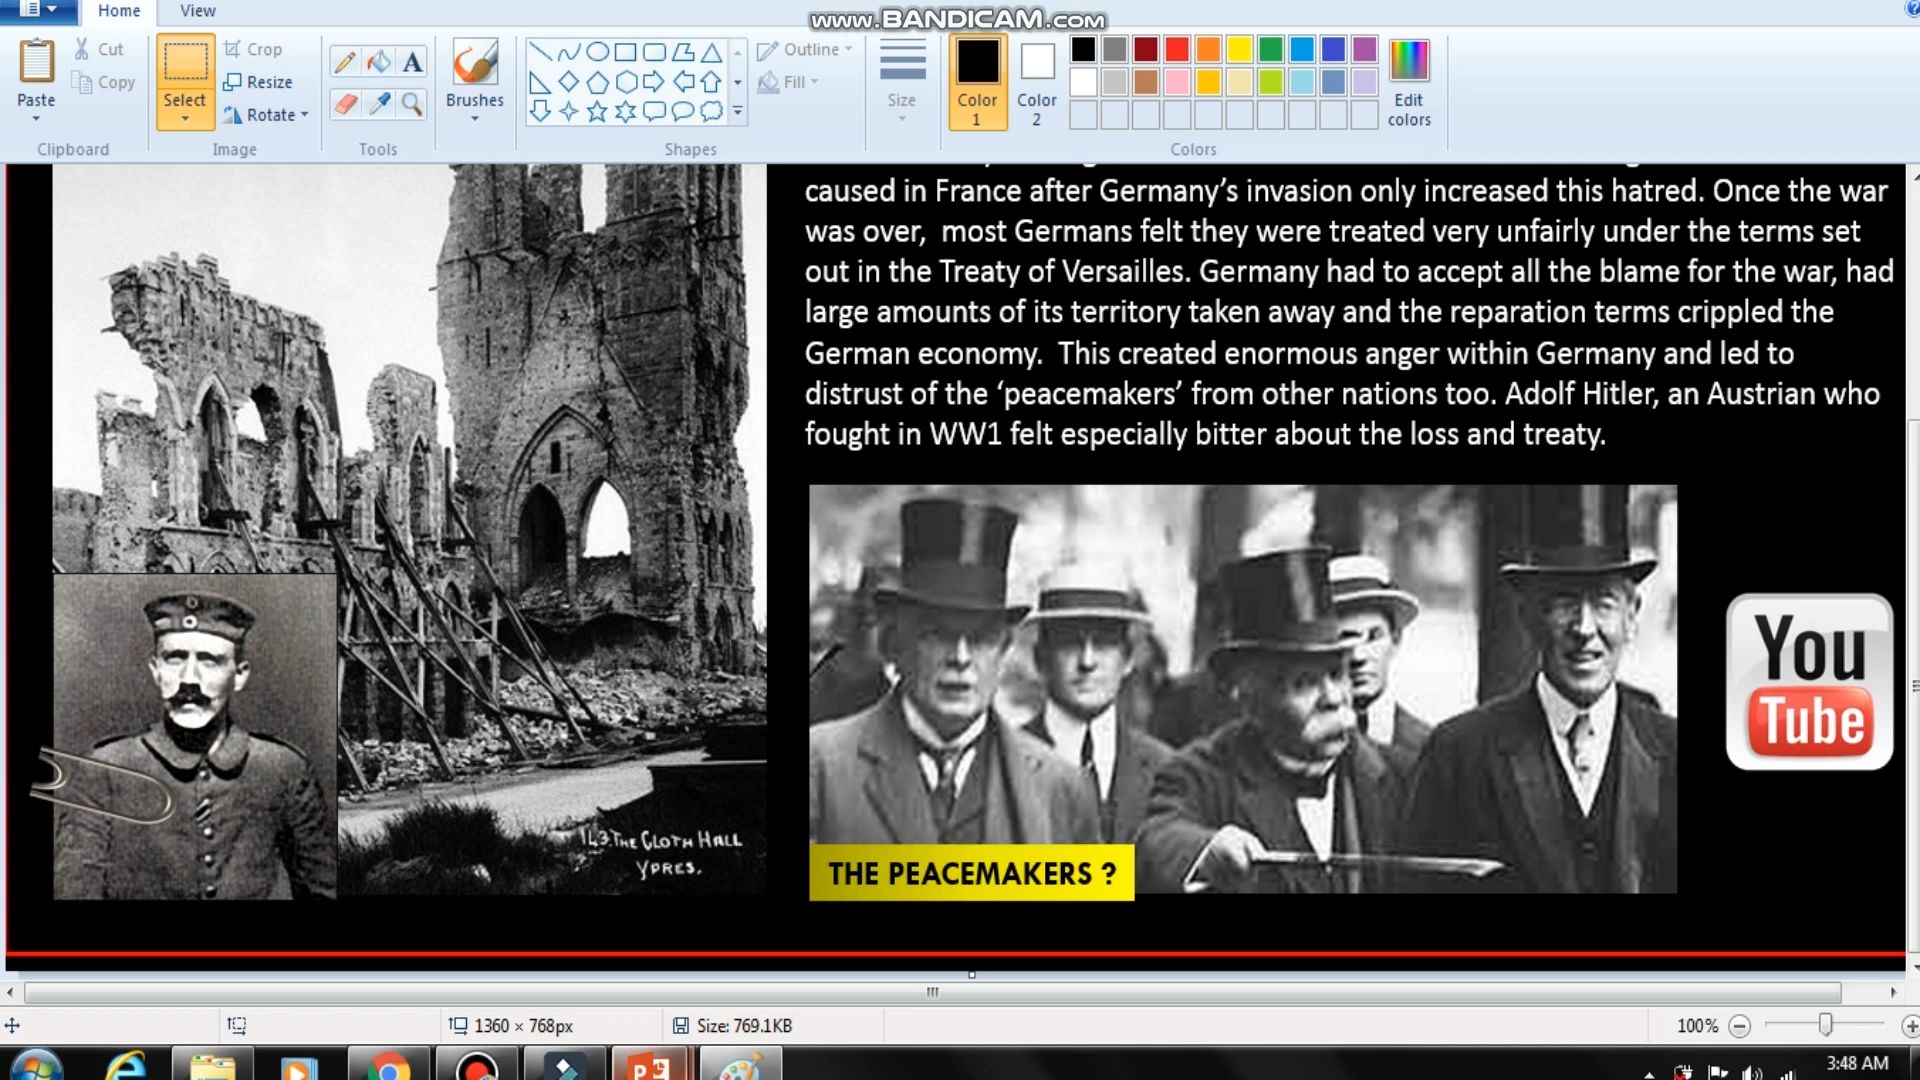 Home View
www.BANDICAM.com
Paste
Cut
Copy
Clipboard
Select
Crop
Resize
Rotate
Image
A
Tools
Brushes
Shapes
Outline
Fill
Size
Color
1
Color
2
Edit
colors
Colors
caused in France after Germany’s invasion only increased this hatred. Once the war
was over, most Germans felt they were treated very unfairly under the terms set
out in the Treaty of Versailles. Germany had to accept all the blame for the war, had
large amounts of its territory taken away and the reparation terms crippled the
German economy. This created enormous anger within Germany and led to
distrust of the ‘peacemakers’ from other nations too. Adolf Hitler, an Austrian who
fought in WW1 felt especially bitter about the loss and treaty.
143. THE CLOTH HALL
YPRES.
THE PEACEMAKERS ?
You
Tube
1360 × 768px
Size: 769.1KB
100%
3:48 AM